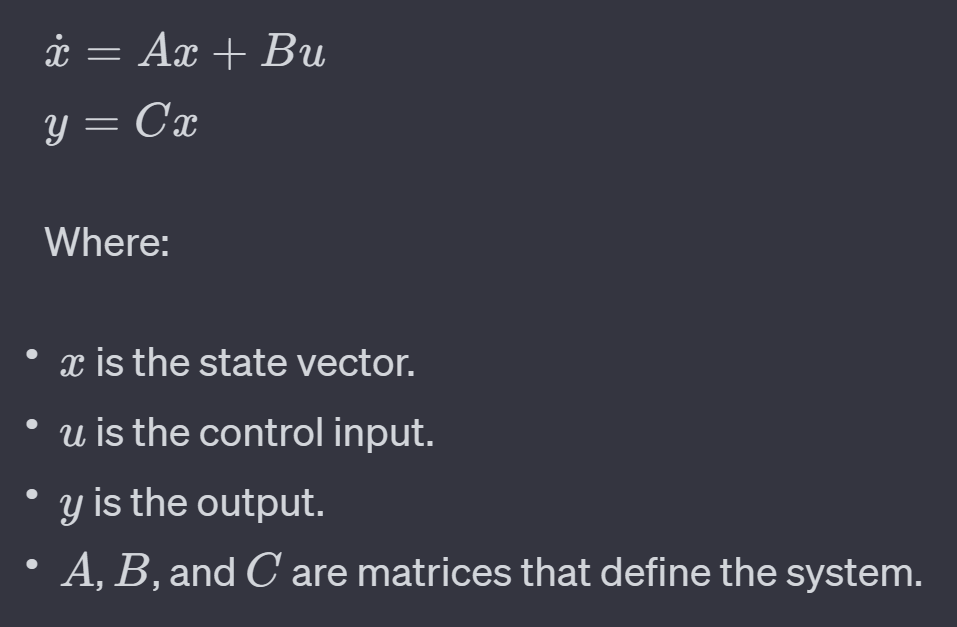 ẋ = Ax + Bu
y = Cx
Where:
• x is the state vector.
• u is the control input.
• y is the output.
• A, B, and C are matrices that define the system.